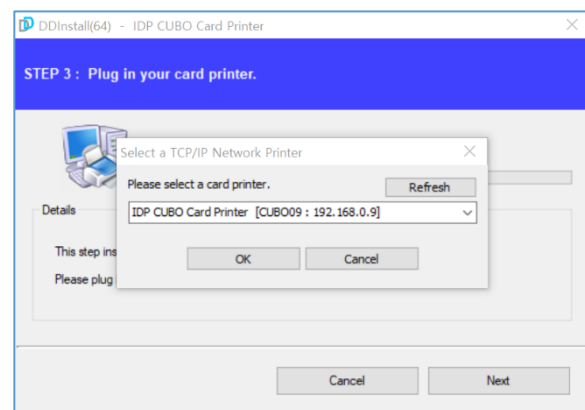 DDInstall(64) - IDP CUBO Card Printer
STEP 3 : Plug in your card printer.
Select a TCP/IP Network Printer
Please select a card printer.
Refresh
Details
IDP CUBO Card Printer [CUBO09 : 192.168.0.9]
This step ins
OK
Cancel
Please plug
Cancel
Next